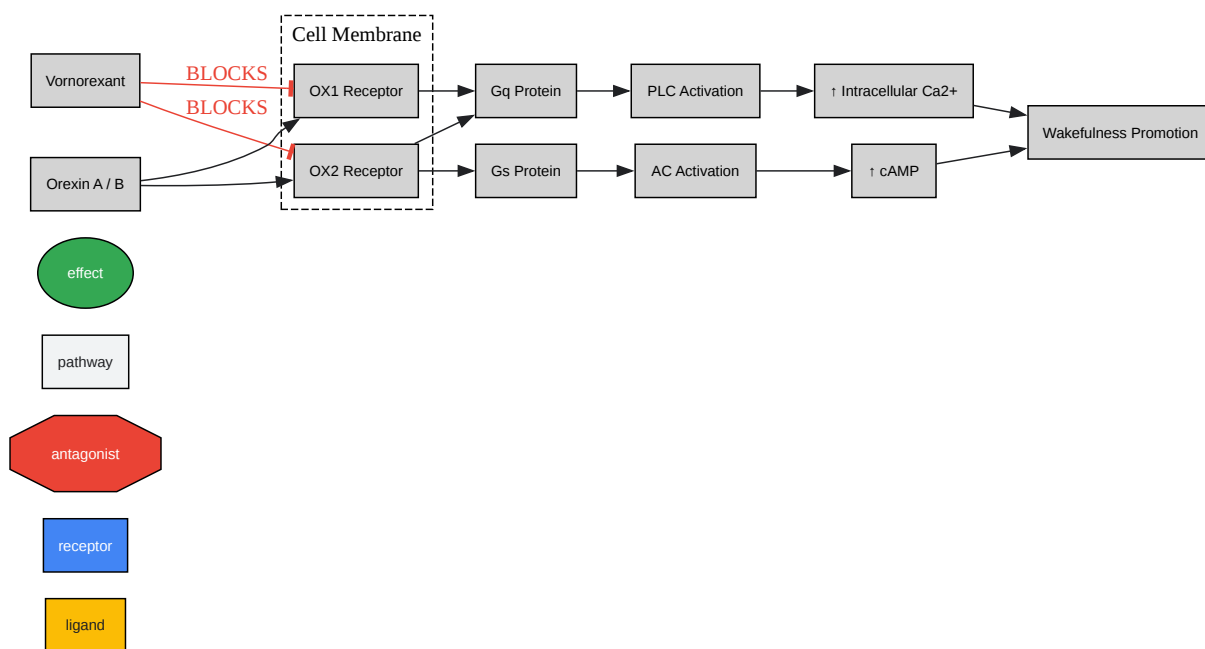 Cell Membrane
Vornorexant
BLOCKS
BLOCKS
OX1 Receptor
Gq Protein
PLC Activation
↑ Intracellular Ca2+
Wakefulness Promotion
Orexin A / B
OX2 Receptor
Gs Protein
AC Activation
↑ cAMP
effect
pathway
antagonist
receptor
ligand